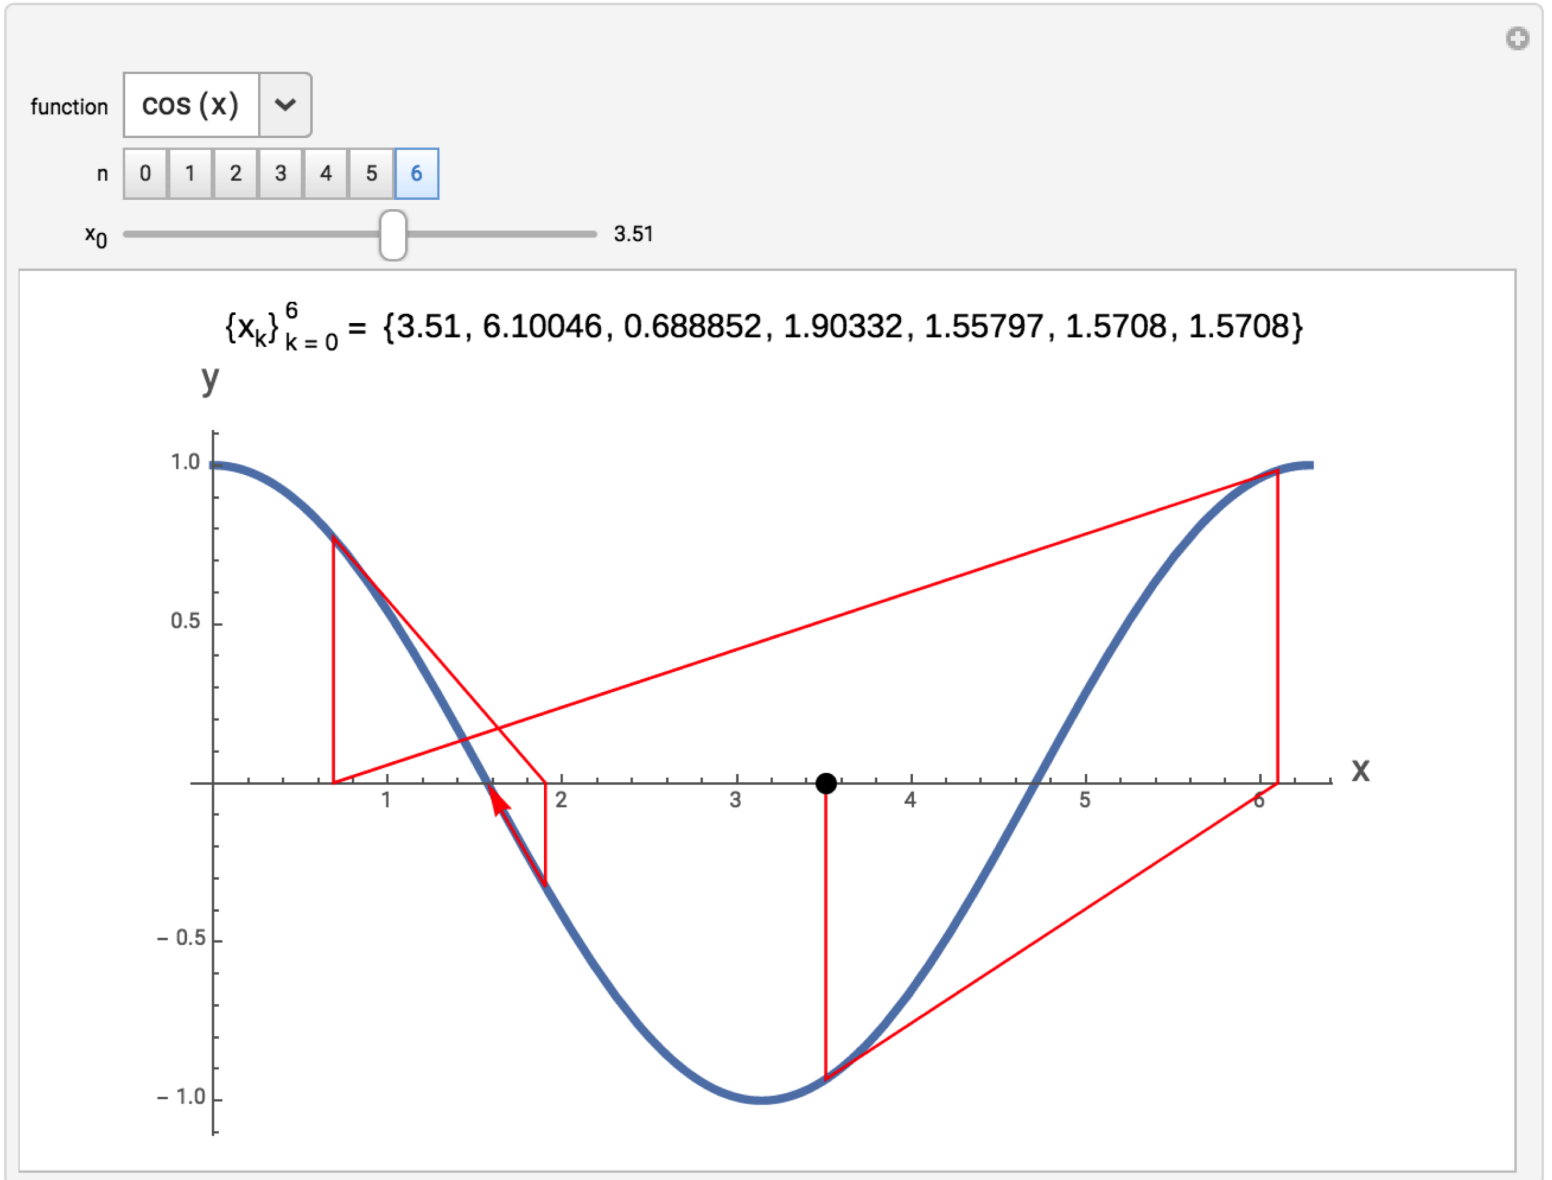 function cos (x)
n 0 1 2 3 4 5 6
x0 3.51
{xk}6k = 0 = {3.51, 6.10046, 0.688852, 1.90332, 1.55797, 1.5708, 1.5708}
y
1.0
0.5
x
1 2 3 4 5 6
− 0.5
− 1.0